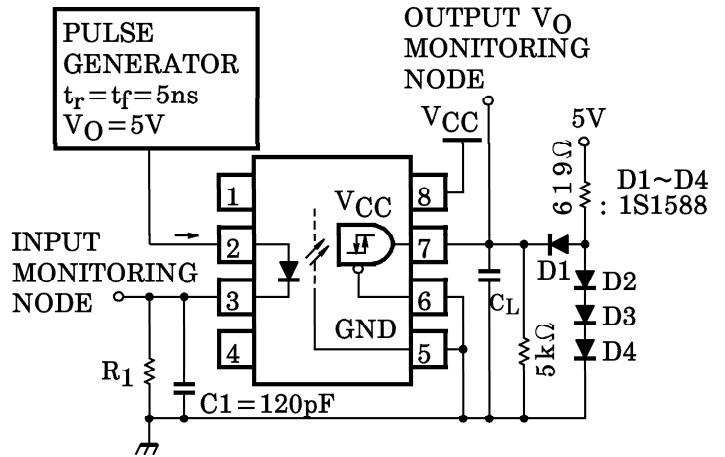 PULSE
GENERATOR
tr=tf=5ns
VO=5V
OUTPUT VO
MONITORING
NODE
VCC
5V
619Ω
D1~D4
: 1S1588
1
2
3
4
VCC
GND
8
7
6
5
INPUT
MONITORING
NODE
D1
D2
D3
D4
CL
5kΩ
R1
C1=120pF